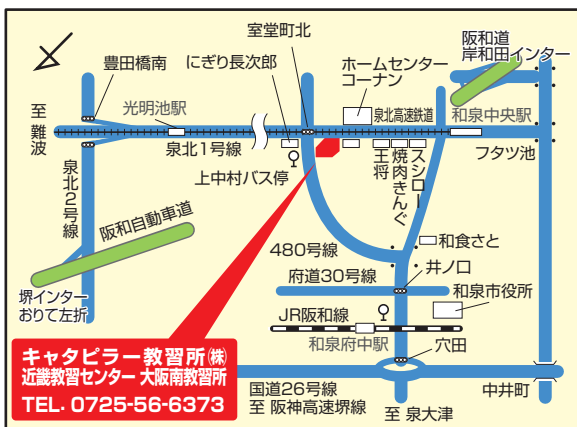 室堂町北
阪和道
岸和田インター
豊田橋南
にぎり長次郎
ホームセンター
コーナン
至 難波
光明池駅
泉北高速鉄道
和泉中央駅
泉北1号線
フタツ池
上中村バス停
王将
焼肉きんぐ
スシロー
泉北2号線
阪和自動車道
480号線
和食さと
井ノ口
府道30号線
堺インター
おりて左折
和泉市役所
JR阪和線
和泉府中駅
穴田
キャタピラー教習所㈱
近畿教習センター 大阪南教習所
TEL. 0725-56-6373
国道26号線
至 阪神高速堺線
中井町
至 泉大津